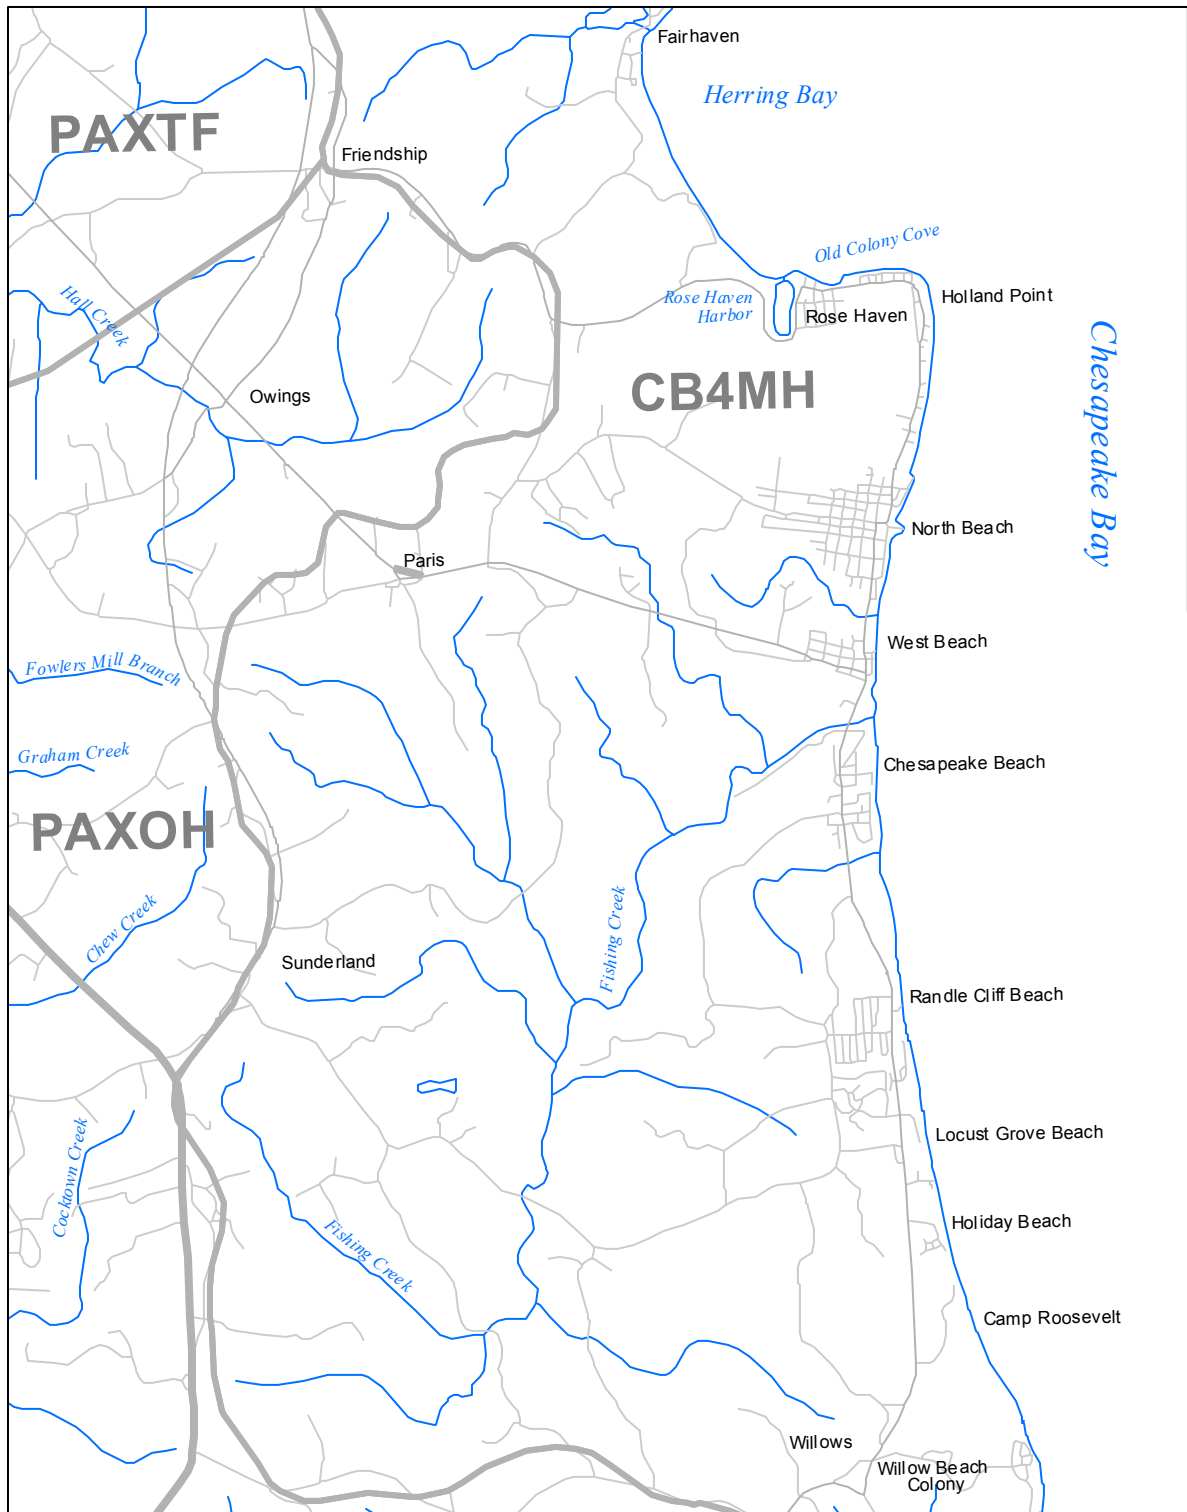 Fairhaven
Herring Bay
PAXTF
Friendship
Old Colony Cove
Hall Creek
Rose Haven
Harbor
Holland Point
Rose Haven
Chesapeake Bay
Owings
CB4MH
North Beach
Paris
West Beach
Fowlers Mill Branch
Graham Creek
Chesapeake Beach
PAXOH
Chew Creek
Fishing Creek
Sunderland
Randle Cliff Beach
Cocktown Creek
Locust Grove Beach
Fishing Creek
Holiday Beach
Camp Roosevelt
Willows
Willow Beach
Colony